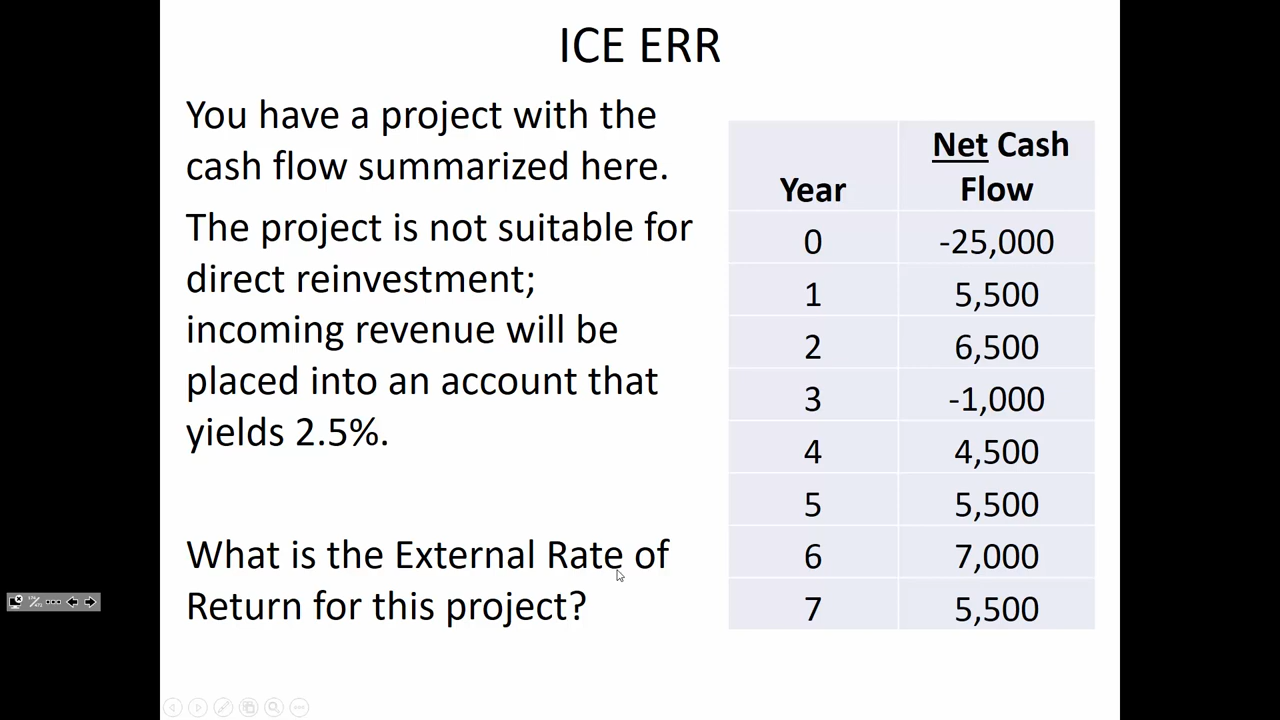 ICE ERR
You have a project with the
cash flow summarized here.
The project is not suitable for
direct reinvestment;
incoming revenue will be
placed into an account that
yields 2.5%.
What is the External Rate of
Return for this project?
Year Net Cash Flow
0 -25,000
1 5,500
2 6,500
3 -1,000
4 4,500
5 5,500
6 7,000
7 5,500